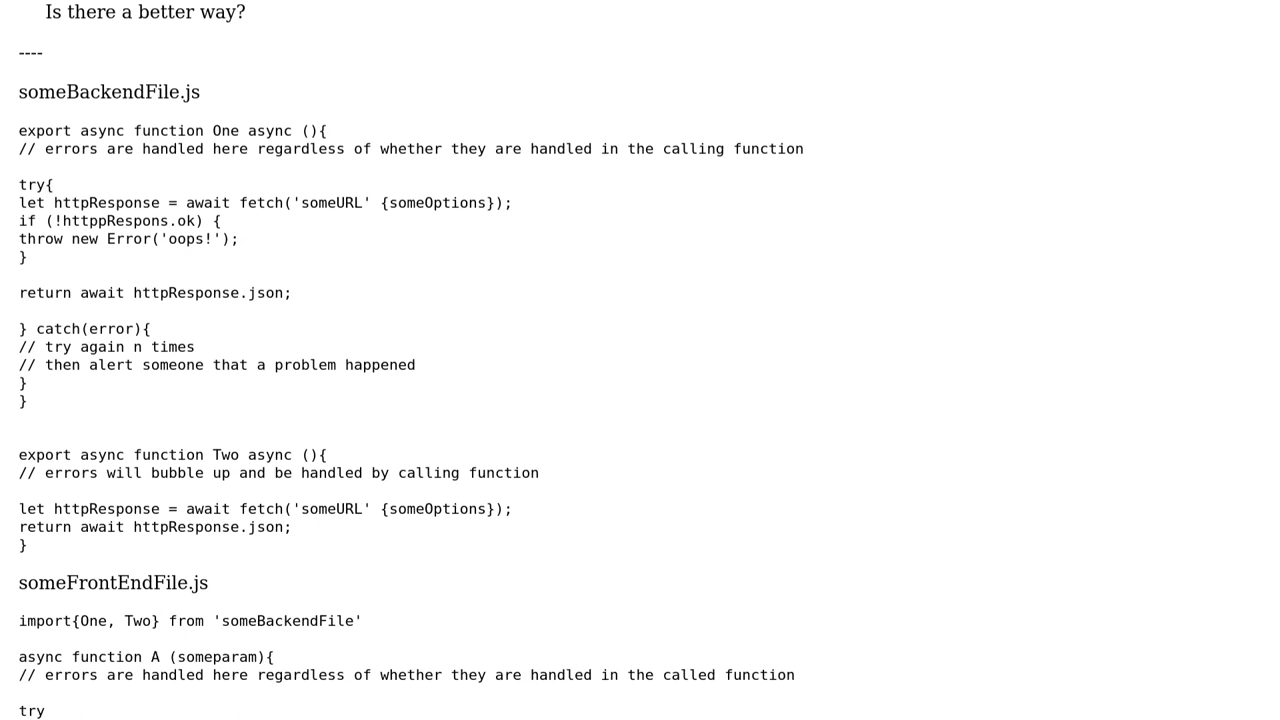 Is there a better way?
----
someBackendFile.js
export async function One async (){
// errors are handled here regardless of whether they are handled in the calling function
try{
let httpResponse = await fetch('someURL' {someOptions});
if (!httppRespons.ok) {
throw new Error('oops!');
}
return await httpResponse.json;
} catch(error){
// try again n times
// then alert someone that a problem happened
}
}
export async function Two async (){
// errors will bubble up and be handled by calling function
let httpResponse = await fetch('someURL' {someOptions});
return await httpResponse.json;
}
someFrontEndFile.js
import{One, Two} from 'someBackendFile'
async function A (someparam){
// errors are handled here regardless of whether they are handled in the called function
try